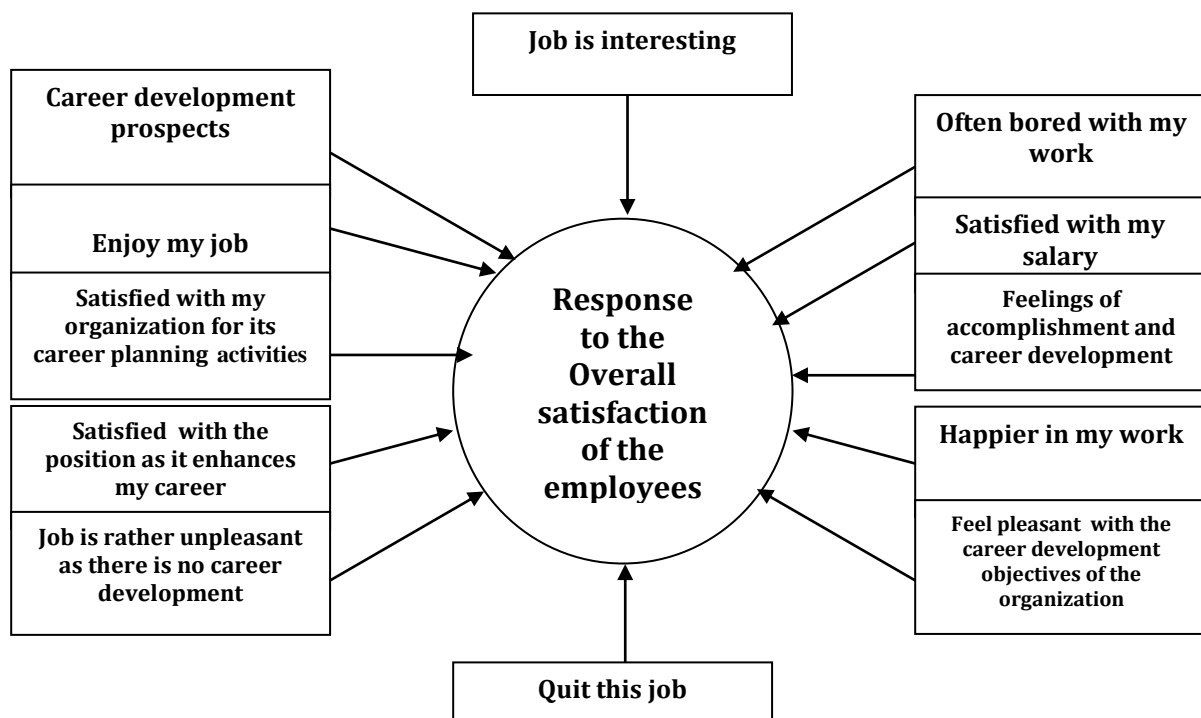 Job is interesting
Career development
prospects
Enjoy my job
Satisfied with my
organization for its
career planning activities
Satisfied with the
position as it enhances
my career
Job is rather unpleasant
as there is no career
development
Response
to the
Overall
satisfaction
of the
employees
Often bored with my
work
Satisfied with my
salary
Feelings of
accomplishment and
career development
Happier in my work
Feel pleasant with the
career development
objectives of the
organization
Quit this job